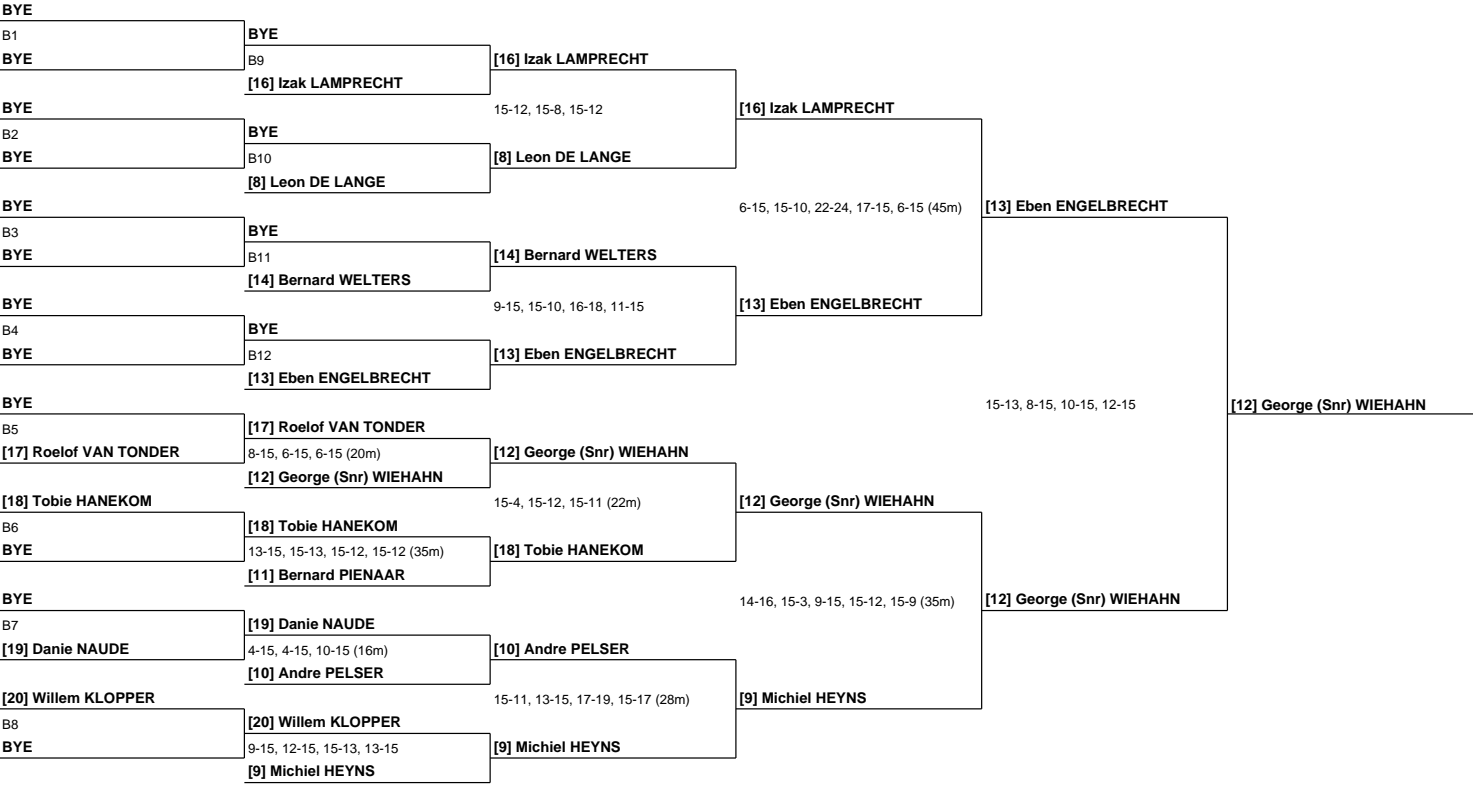 BYE
B1
BYE
BYE
B9
[16] Izak LAMPRECHT
[16] Izak LAMPRECHT
15-12, 15-8, 15-12
[16] Izak LAMPRECHT
BYE
B2
BYE
BYE
B10
[8] Leon DE LANGE
[8] Leon DE LANGE
6-15, 15-10, 22-24, 17-15, 6-15 (45m)
[13] Eben ENGELBRECHT
BYE
B3
BYE
BYE
B11
[14] Bernard WELTERS
[14] Bernard WELTERS
9-15, 15-10, 16-18, 11-15
[13] Eben ENGELBRECHT
BYE
B4
BYE
BYE
B12
[13] Eben ENGELBRECHT
[13] Eben ENGELBRECHT
15-13, 8-15, 10-15, 12-15
[12] George (Snr) WIEHAHN
BYE
B5
[17] Roelof VAN TONDER
[17] Roelof VAN TONDER
8-15, 6-15, 6-15 (20m)
[12] George (Snr) WIEHAHN
[12] George (Snr) WIEHAHN
15-4, 15-12, 15-11 (22m)
[12] George (Snr) WIEHAHN
[18] Tobie HANEKOM
B6
BYE
[18] Tobie HANEKOM
13-15, 15-13, 15-12, 15-12 (35m)
[11] Bernard PIENAAR
[18] Tobie HANEKOM
14-16, 15-3, 9-15, 15-12, 15-9 (35m)
[12] George (Snr) WIEHAHN
BYE
B7
[19] Danie NAUDE
[19] Danie NAUDE
4-15, 4-15, 10-15 (16m)
[10] Andre PELSER
[10] Andre PELSER
15-11, 13-15, 17-19, 15-17 (28m)
[9] Michiel HEYNS
[20] Willem KLOPPER
B8
BYE
[20] Willem KLOPPER
9-15, 12-15, 15-13, 13-15
[9] Michiel HEYNS
[9] Michiel HEYNS